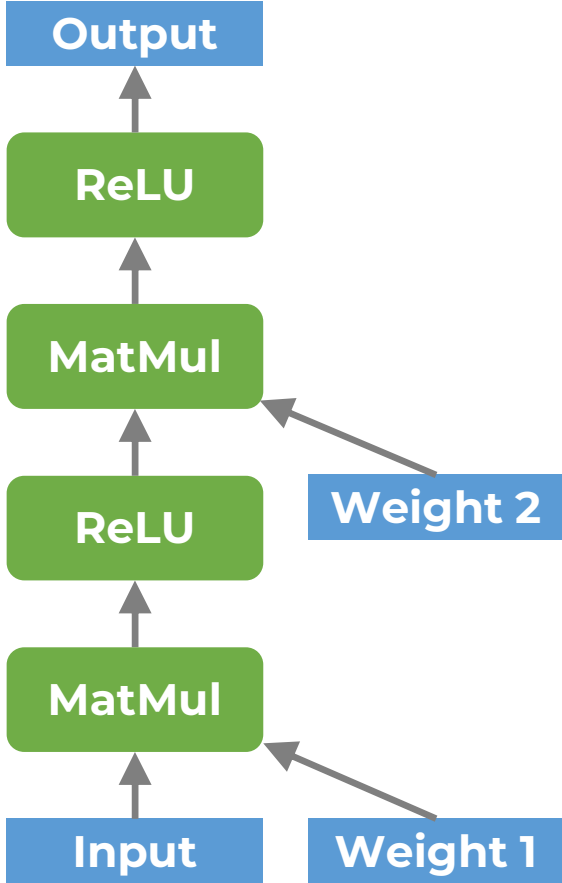 Output
ReLU
MatMul
Weight 2
ReLU
MatMul
Input
Weight 1